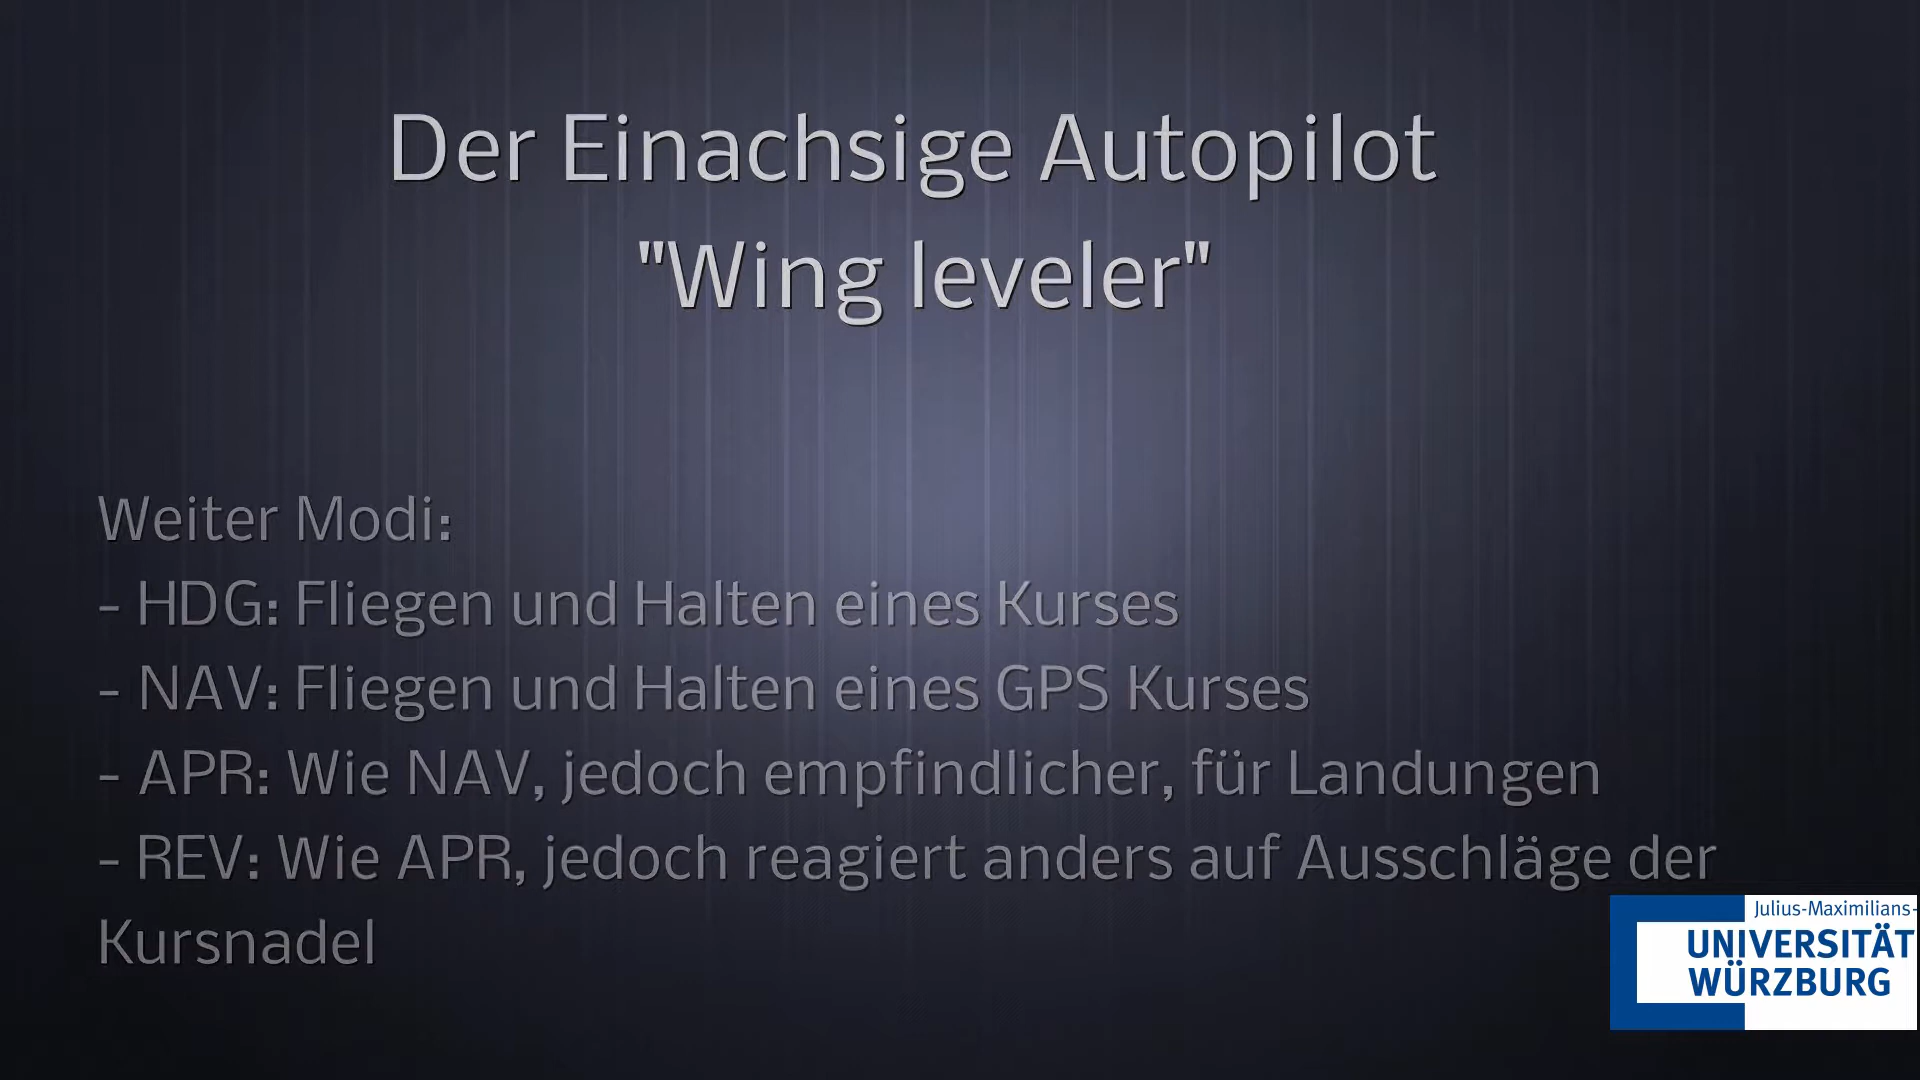 Der Einachsige Autopilot
"Wing leveler"
Weiter Modi:
- HDG: Fliegen und Halten eines Kurses
- NAV: Fliegen und Halten eines GPS Kurses
- APR: Wie NAV, jedoch empfindlicher, für Landungen
- REV: Wie APR, jedoch reagiert anders auf Ausschläge der
Kursnadel
Julius-Maximilians-
UNIVERSITÄT
WÜRZBURG